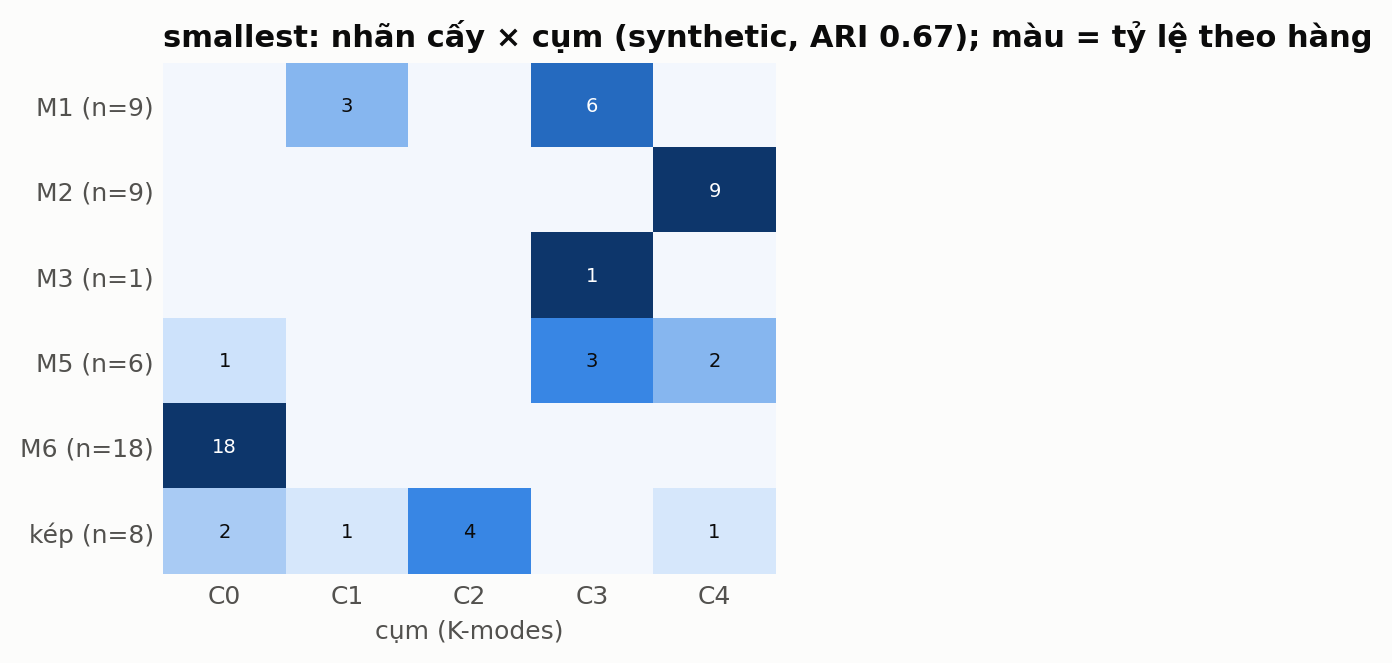 smallest: nhãn cấy × cụm (synthetic, ARI 0.67); màu = tỷ lệ theo hàng
M1 (n=9) 3 6
M2 (n=9) 9
M3 (n=1) 1
M5 (n=6) 1 3 2
M6 (n=18) 18
kép (n=8) 2 1 4 1
C0 C1 C2 C3 C4
cụm (K-modes)